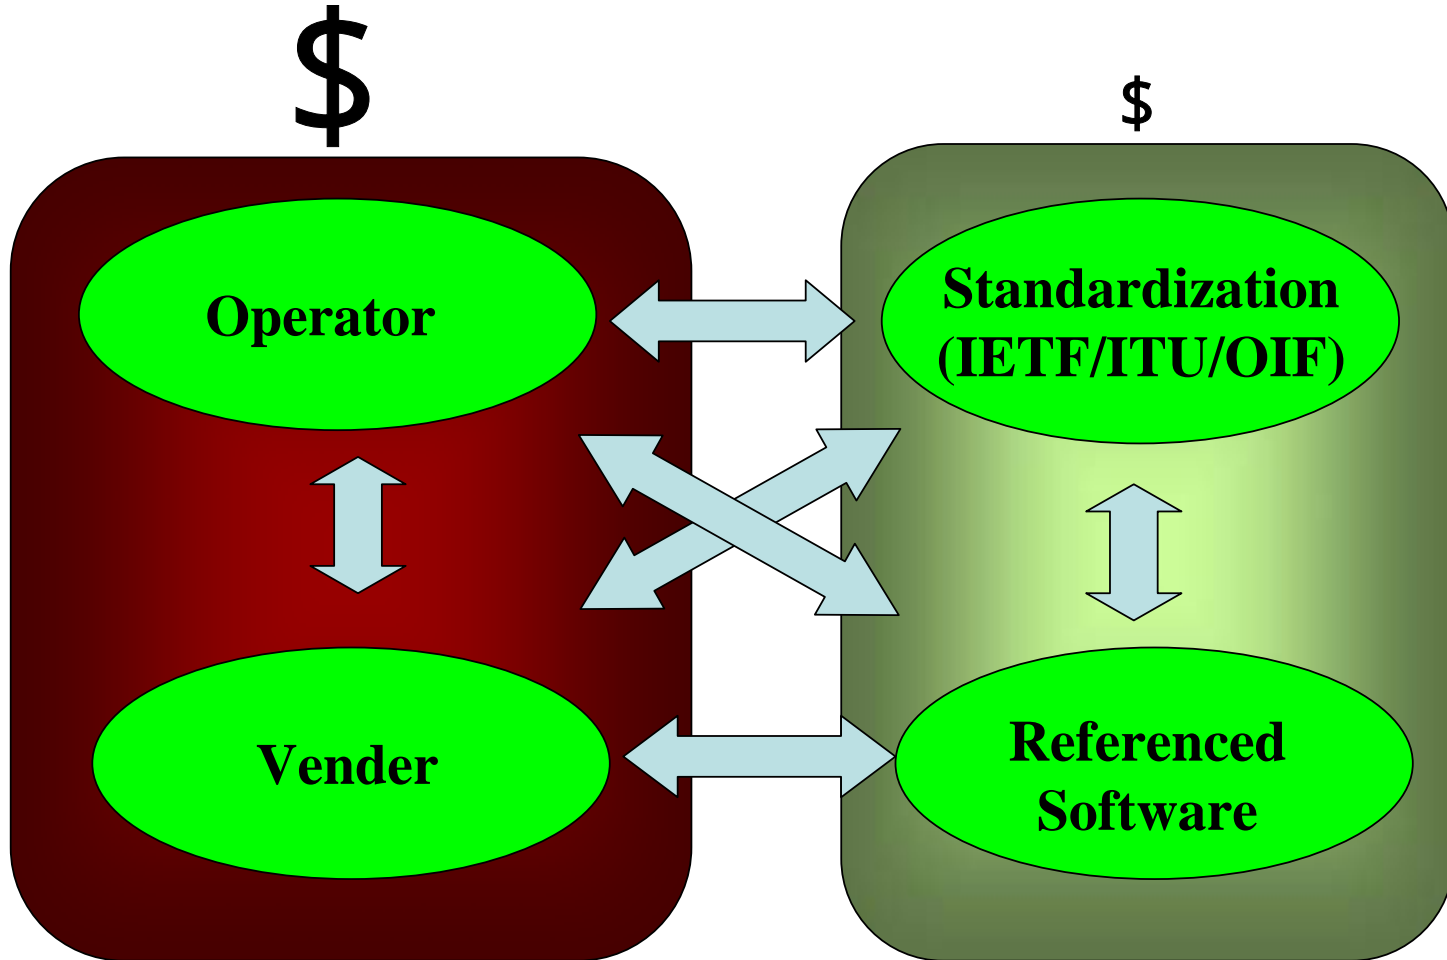 $
$
Operator
Standardization
(IETF/ITU/OIF)
Vender
Referenced
Software